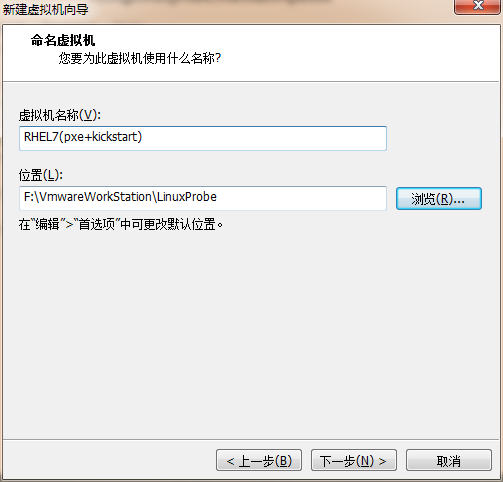 新建虚拟机向导
命名虚拟机
您要为此虚拟机使用什么名称?
虚拟机名称(V):
RHEL7(pxe+kickstart)
位置(L):
F:\VmwareWorkStation\LinuxProbe
浏览(R)...
在“编辑”>“首选项”中可更改默认位置。
< 上一步(B)
下一步(N) >
取消